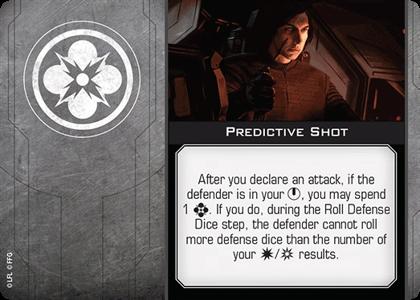 PREDICTIVE SHOT
After you declare an attack, if the
defender is in your , you may spend
1 . If you do, during the Roll Defense
Dice step, the defender cannot roll
more defense dice than the number of
your / results.
© LFL © FFG